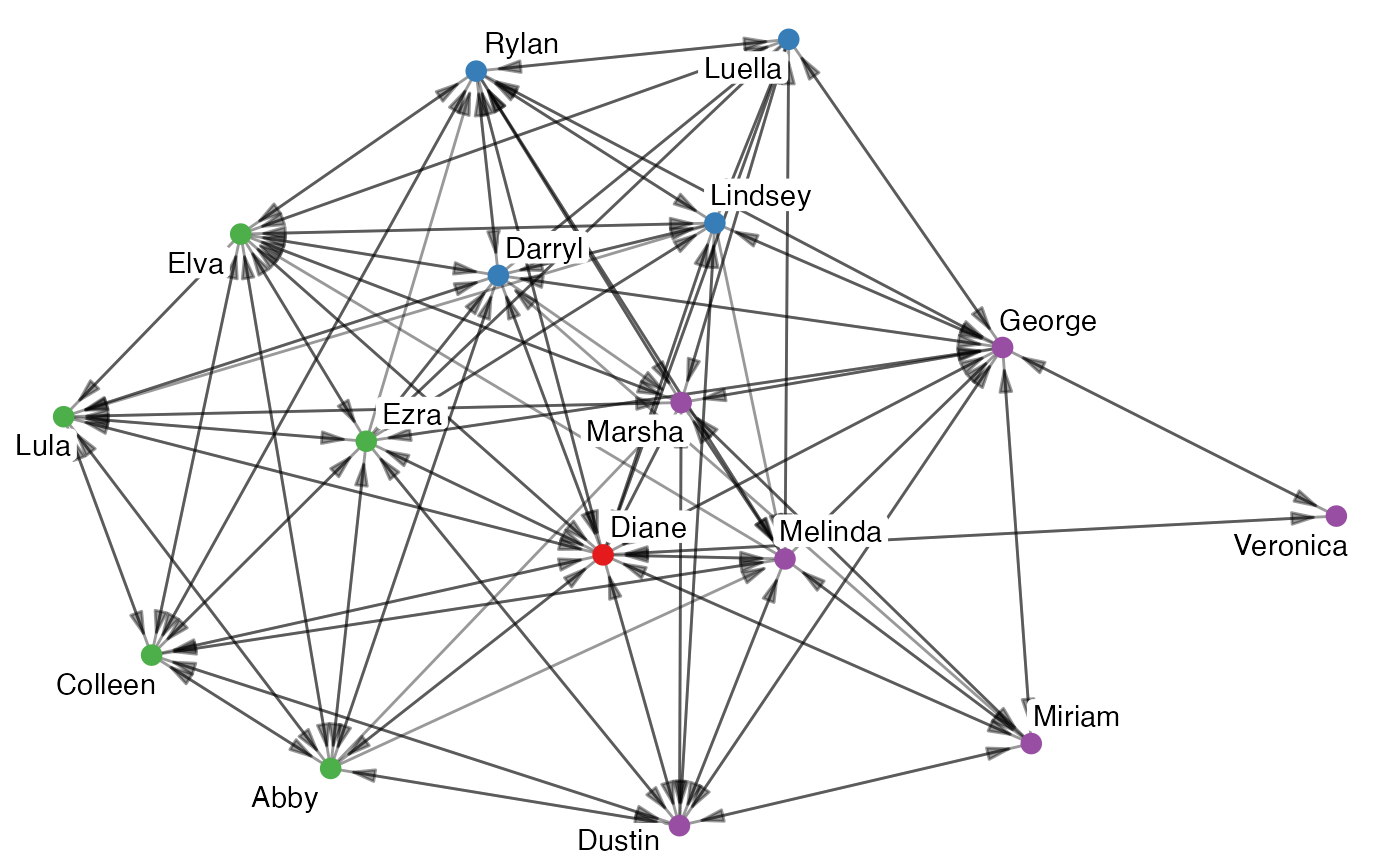 Rylan
Luella
Lindsey
Darryl
Elva
George
Ezra
Marsha
Lula
Diane
Melinda
Veronica
Colleen
Miriam
Abby
Dustin